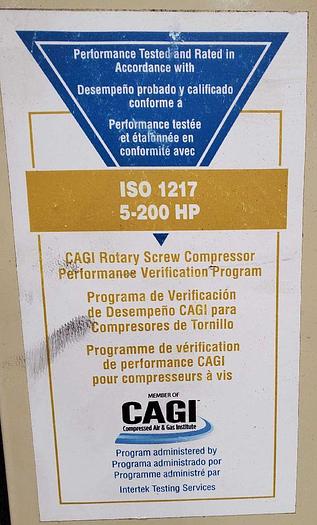 Performance Tested and Rated in
Accordance with
Desempeño probado y calificado
conforme a
Performance testée
et étalonnée en
conformité avec
ISO 1217
5-200 HP
CAGI Rotary Screw Compressor
Performance Verification Program
Programa de Verificación
de Desempeño CAGI para
Compresores de Tornillo
Programme de vérification
de performance CAGI
pour compresseurs à vis
MEMBER OF
CAGI
Compressed Air & Gas Institute
Program administered by
Programa administrado por
Programme administré par
Intertek Testing Services